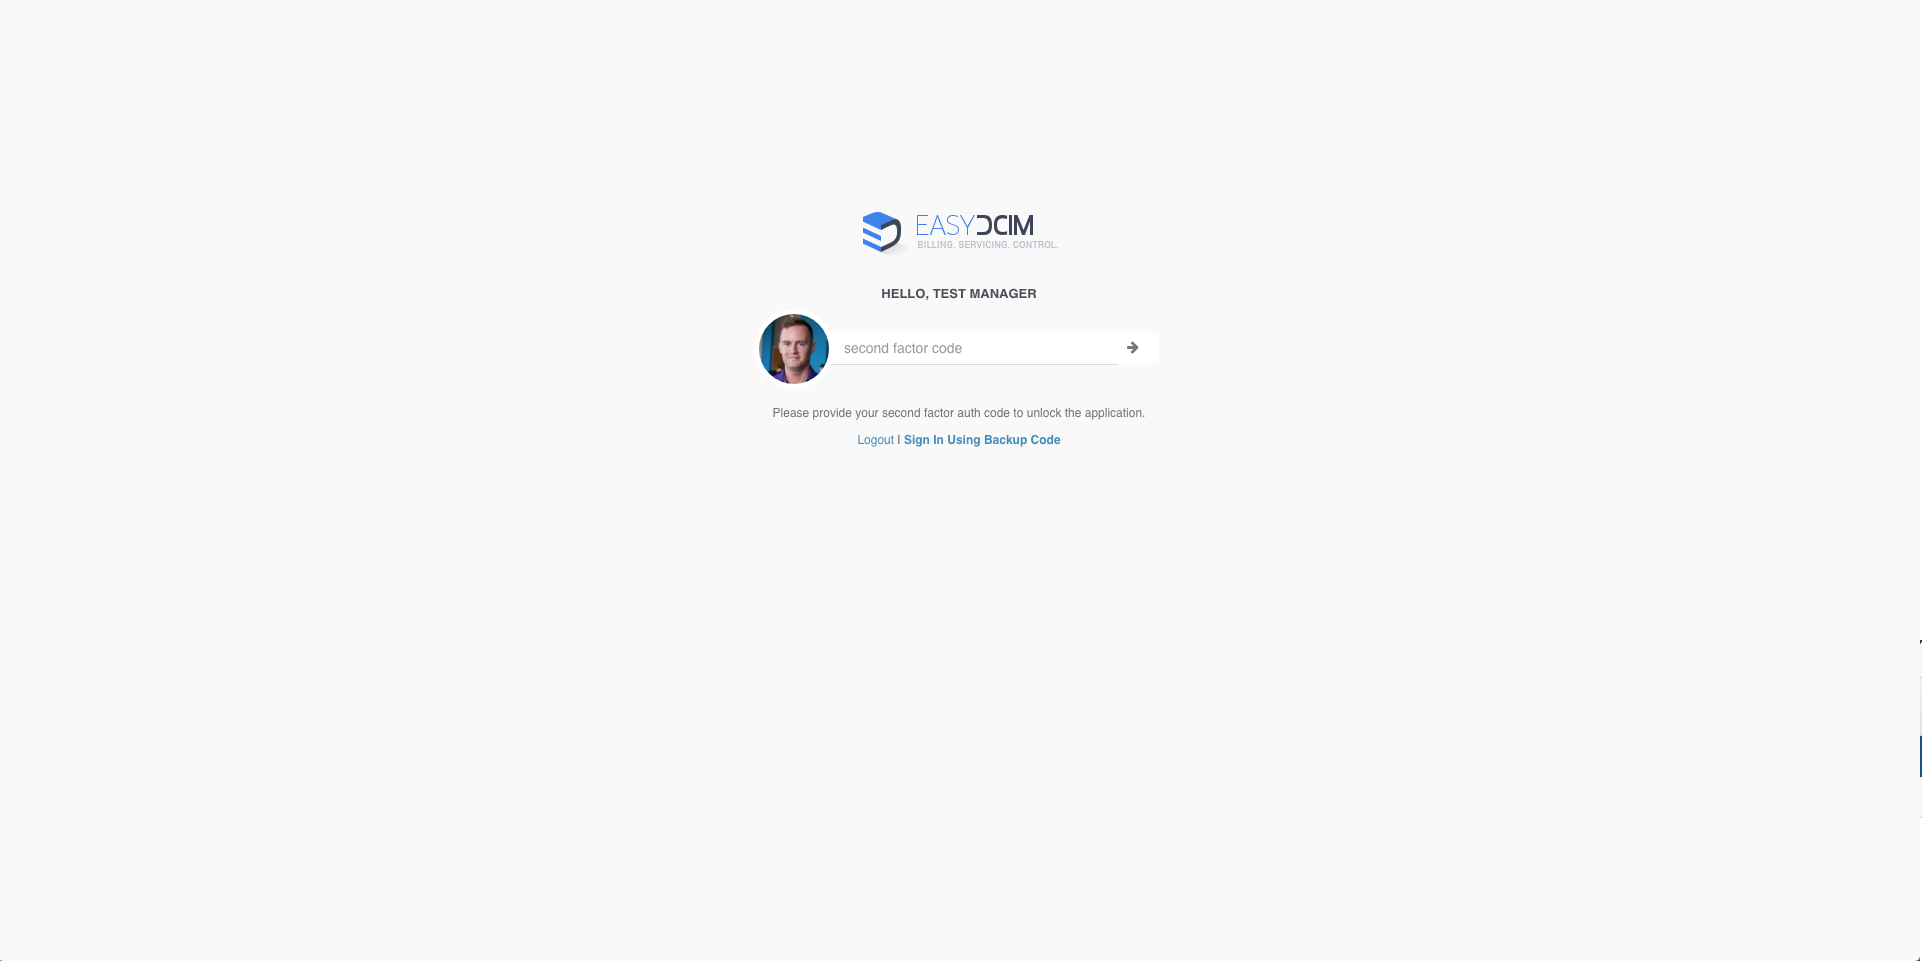 EASYDCIM
BILLING. SERVICING. CONTROL.
HELLO, TEST MANAGER
second factor code
Please provide your second factor auth code to unlock the application.
Logout | Sign In Using Backup Code